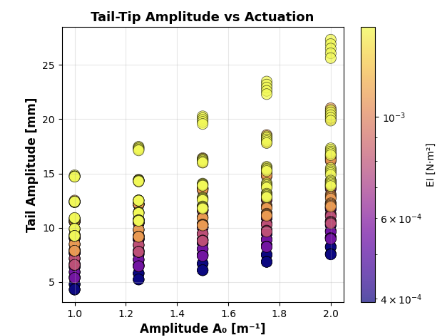 Tail-Tip Amplitude vs Actuation
Tail Amplitude [mm]
25
20
15
10
5
1.0 1.2 1.4 1.6 1.8 2.0
Amplitude A₀ [m⁻¹]
10⁻³
6 × 10⁻⁴
4 × 10⁻⁴
EI [N·m²]